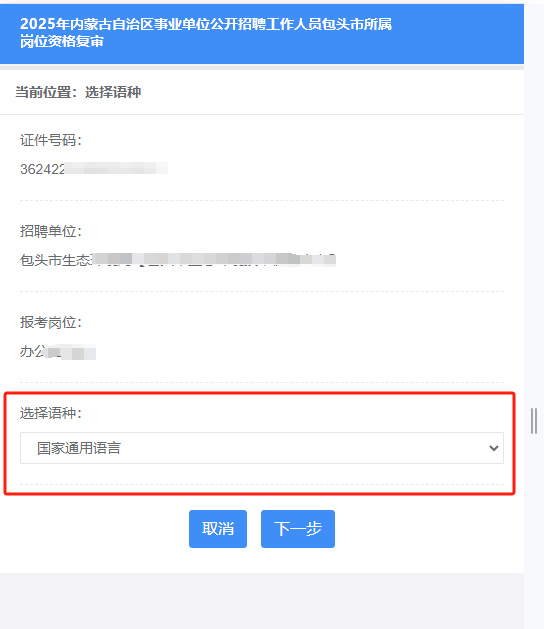 2025年内蒙古自治区事业单位公开招聘工作人员包头市所属
岗位资格复审
当前位置：选择语种
证件号码：
362422
招聘单位：
包头市生态
报考岗位：
办公
选择语种：
国家通用语言
取消
下一步